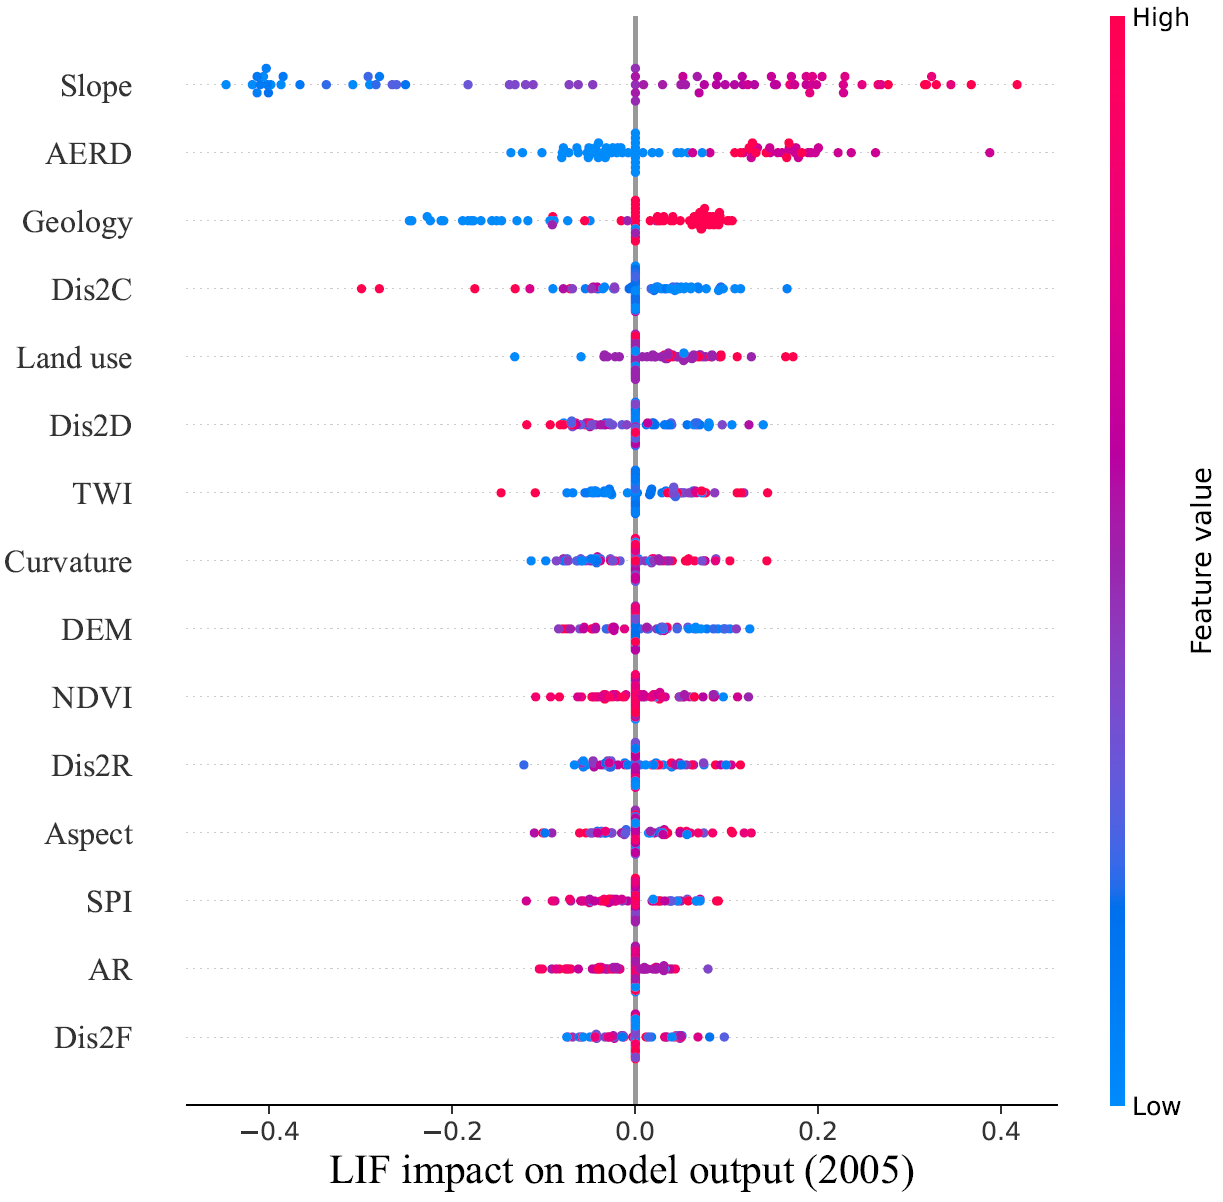 High
Slope
AERD
Geology
Dis2C
Land use
Dis2D
TWI
Curvature
DEM
NDVI
Dis2R
Aspect
SPI
AR
Dis2F
Feature value
Low
−0.4 −0.2 0.0 0.2 0.4
LIF impact on model output (2005)